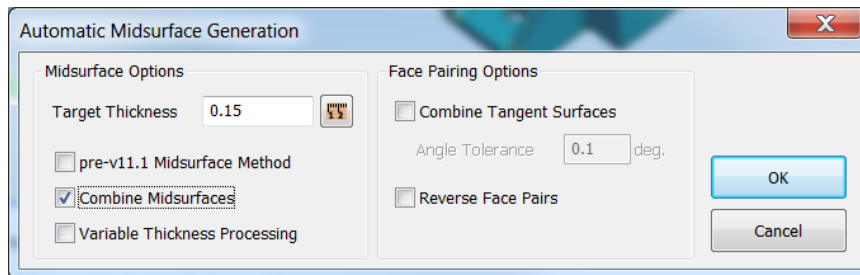 Automatic Midsurface Generation
Midsurface Options
Target Thickness 0.15
pre-v11.1 Midsurface Method
Combine Midsurfaces
Variable Thickness Processing
Face Pairing Options
Combine Tangent Surfaces
Angle Tolerance 0.1 deg.
Reverse Face Pairs
OK
Cancel